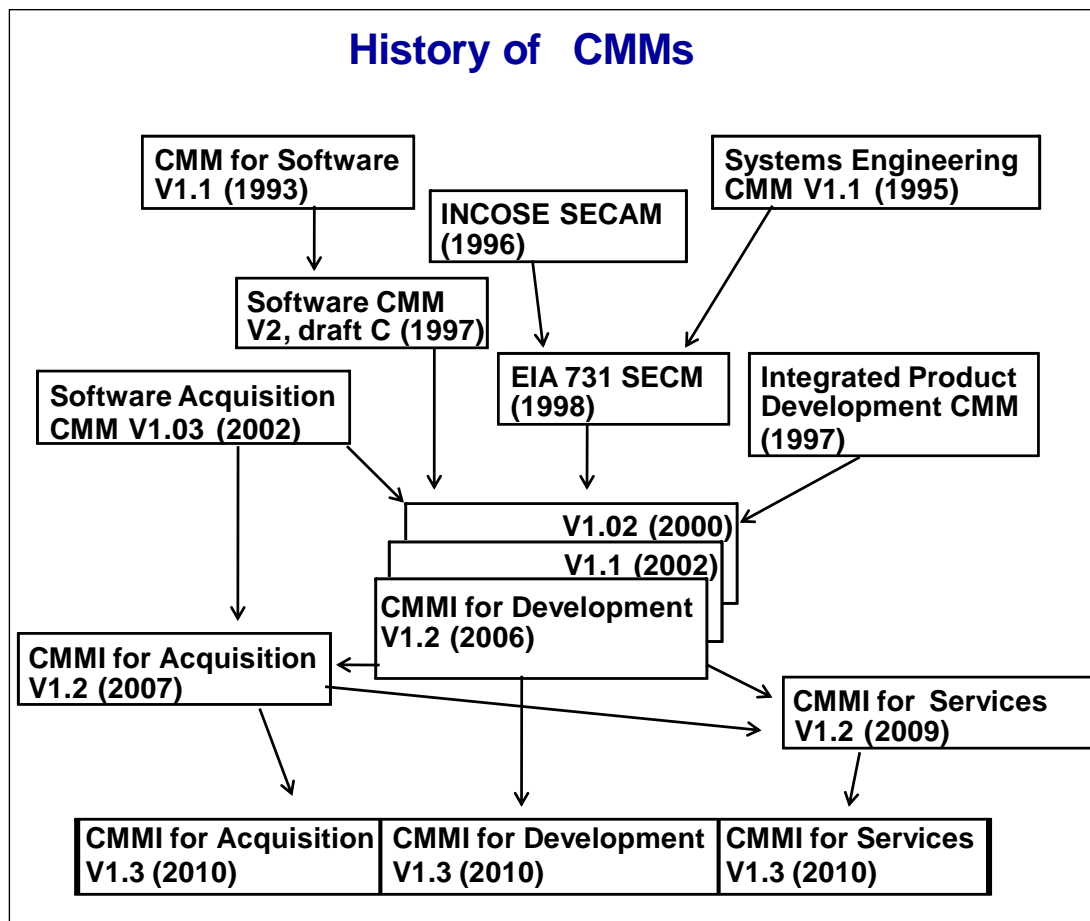 History of CMMs
CMM for Software
V1.1 (1993)
Systems Engineering
CMM V1.1 (1995)
INCOSE SECAM
(1996)
Software CMM
V2, draft C (1997)
EIA 731 SECM
(1998)
Integrated Product
Development CMM
(1997)
Software Acquisition
CMM V1.03 (2002)
V1.02 (2000)
V1.1 (2002)
CMMI for Development
V1.2 (2006)
CMMI for Acquisition
V1.2 (2007)
CMMI for Services
V1.2 (2009)
CMMI for Acquisition
V1.3 (2010)
CMMI for Development
V1.3 (2010)
CMMI for Services
V1.3 (2010)